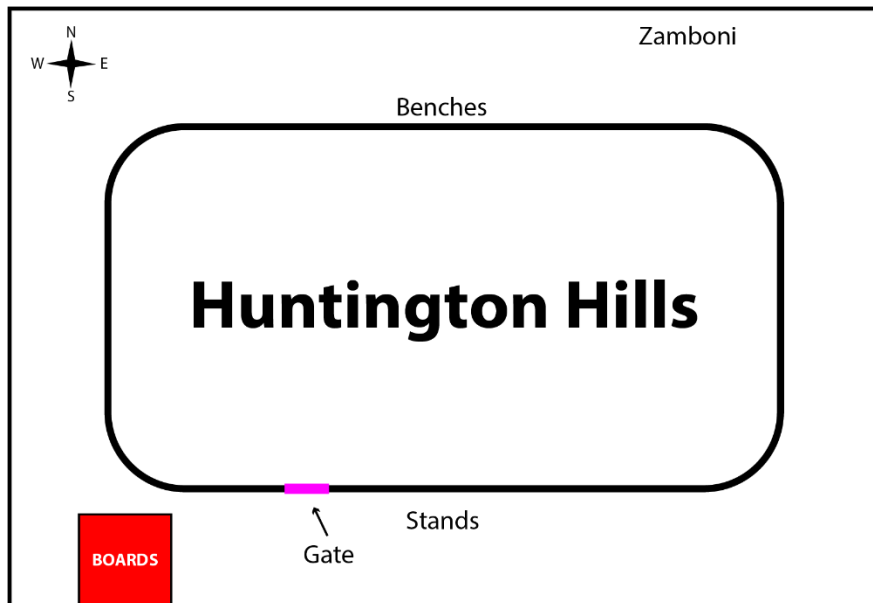 N
Zamboni
W E
S
Benches
Huntington Hills
Stands
Gate
BOARDS